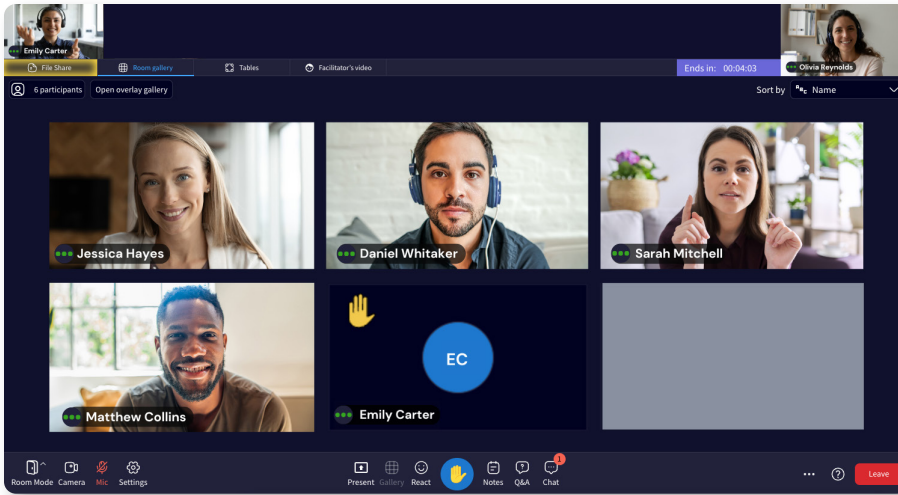 Emily Carter
Olivia Reynolds
File Share
Room gallery
Tables
Facilitator's video
Ends in: 00:04:03
6 participants
Open overlay gallery
Sort by
ABC Name
Jessica Hayes
Daniel Whitaker
Sarah Mitchell
Matthew Collins
EC
Emily Carter
1
Room Mode
Camera
Mic
Settings
Present
Gallery
React
Notes
Q&A
Chat
?
Leave